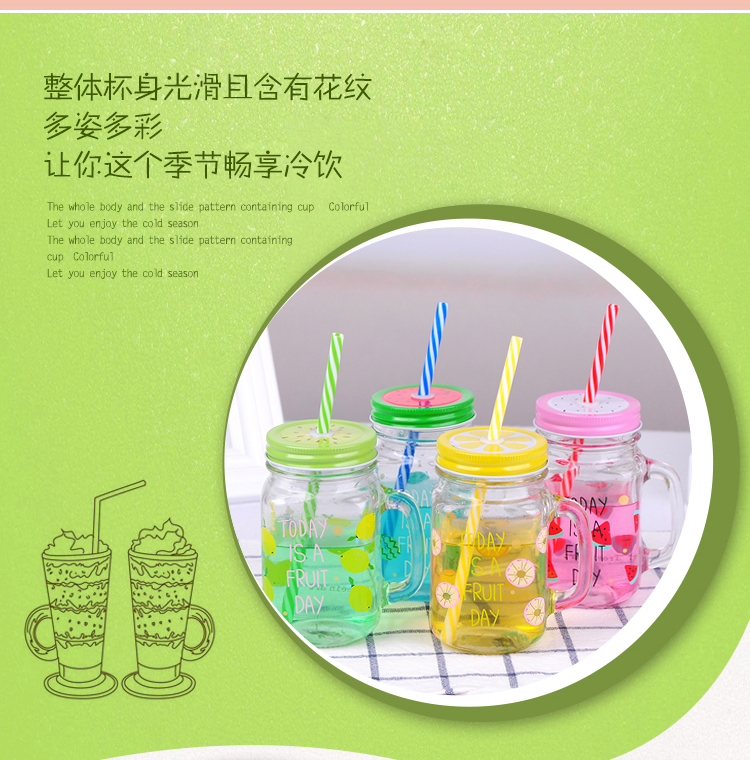 整体杯身光滑且含有花纹
多姿多彩
让你这个季节畅享冷饮
The whole body and the slide pattern containing cup Colorful
Let you enjoy the cold season
The whole body and the slide pattern containing
cup Colorful
Let you enjoy the cold season
TODAY
IS A
FRUIT
DAY
TODAY
IS A
FRUIT
DAY
TODAY
IS A
FRUIT
DAY